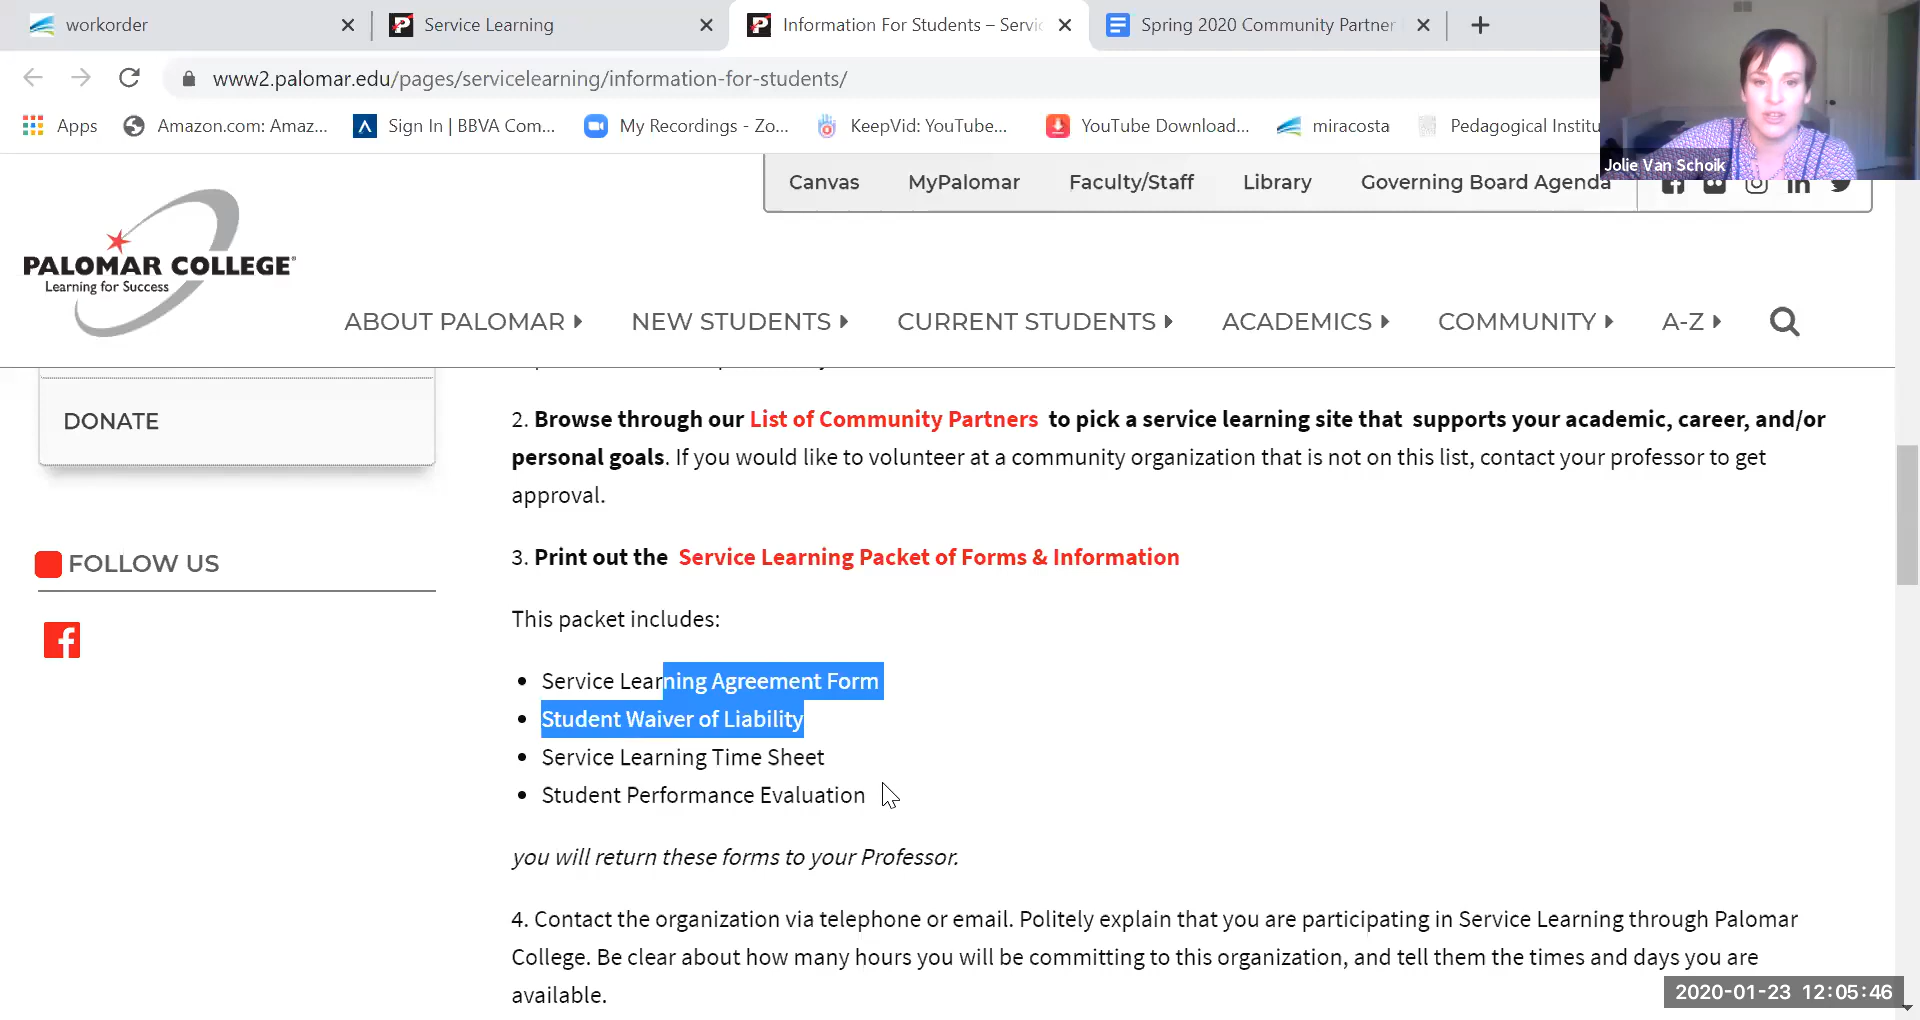 workorder
Service Learning
Information For Students – Servic
Spring 2020 Community Partner
www2.palomar.edu/pages/servicelearning/information-for-students/
Apps
Amazon.com: Amaz...
Sign In | BBVA Com...
My Recordings - Zo...
KeepVid: YouTube...
YouTube Download...
miracosta
Pedagogical Institu
Jolie Van Schoik
Canvas
MyPalomar
Faculty/Staff
Library
Governing Board Agenda
PALOMAR COLLEGE®
Learning for Success
ABOUT PALOMAR
NEW STUDENTS
CURRENT STUDENTS
ACADEMICS
COMMUNITY
A-Z
DONATE
FOLLOW US
2. Browse through our List of Community Partners to pick a service learning site that supports your academic, career, and/or
personal goals. If you would like to volunteer at a community organization that is not on this list, contact your professor to get
approval.
3. Print out the Service Learning Packet of Forms & Information
This packet includes:
• Service Learning Agreement Form
• Student Waiver of Liability
• Service Learning Time Sheet
• Student Performance Evaluation
you will return these forms to your Professor.
4. Contact the organization via telephone or email. Politely explain that you are participating in Service Learning through Palomar
College. Be clear about how many hours you will be committing to this organization, and tell them the times and days you are
available.
2020-01-23 12:05:46